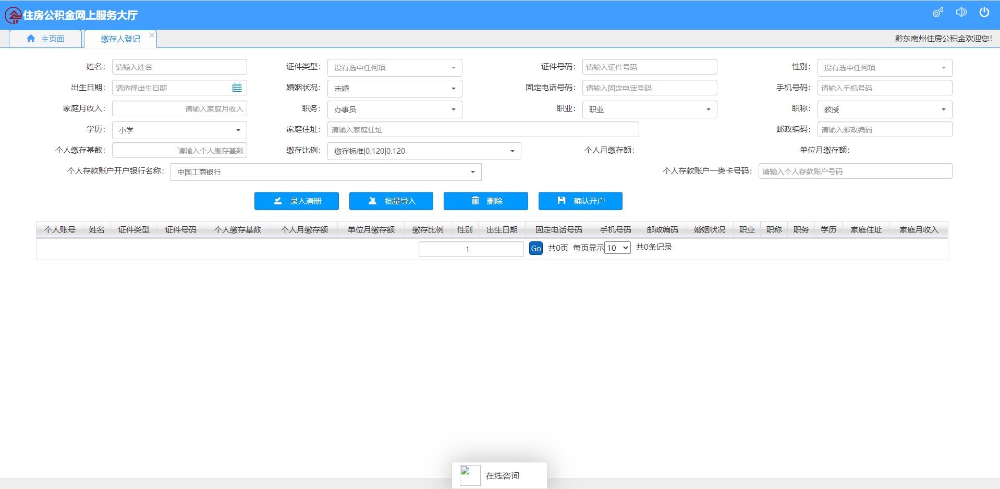 住房公积金网上服务大厅
主页面 缴存人登记 黔东南州住房公积金欢迎您！
姓名： 请输入姓名 证件类型： 没有选中任何项 证件号码： 请输入证件号码 性别： 没有选中任何项
出生日期： 请选择出生日期 婚姻状况： 未婚 固定电话号码： 请输入固定电话号码 手机号码： 请输入手机号码
家庭月收入： 请输入家庭月收入 职务： 办事员 职业： 职业 职称： 教授
学历： 小学 家庭住址： 请输入家庭住址 邮政编码： 请输入邮政编码
个人缴存基数： 请输入个人缴存基数 缴存比例： 缴存标准|0.120|0.120 个人月缴存额： 单位月缴存额：
个人存款账户开户银行名称： 中国工商银行 个人存款账户一类卡号码： 请输入个人存款账户号码
录入清册 批量导入 删除 确认开户
个人账号 姓名 证件类型 证件号码 个人缴存基数 个人月缴存额 单位月缴存额 缴存比例 性别 出生日期 固定电话号码 手机号码 邮政编码 婚姻状况 职业 职称 职务 学历 家庭住址 家庭月收入
1 Go 共0页 每页显示 10 共0条记录
在线咨询